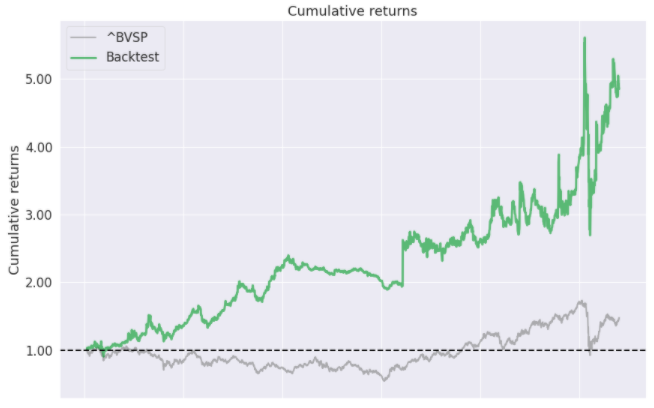 Cumulative returns
^BVSP
Backtest
5.00
4.00
3.00
2.00
1.00
Cumulative returns